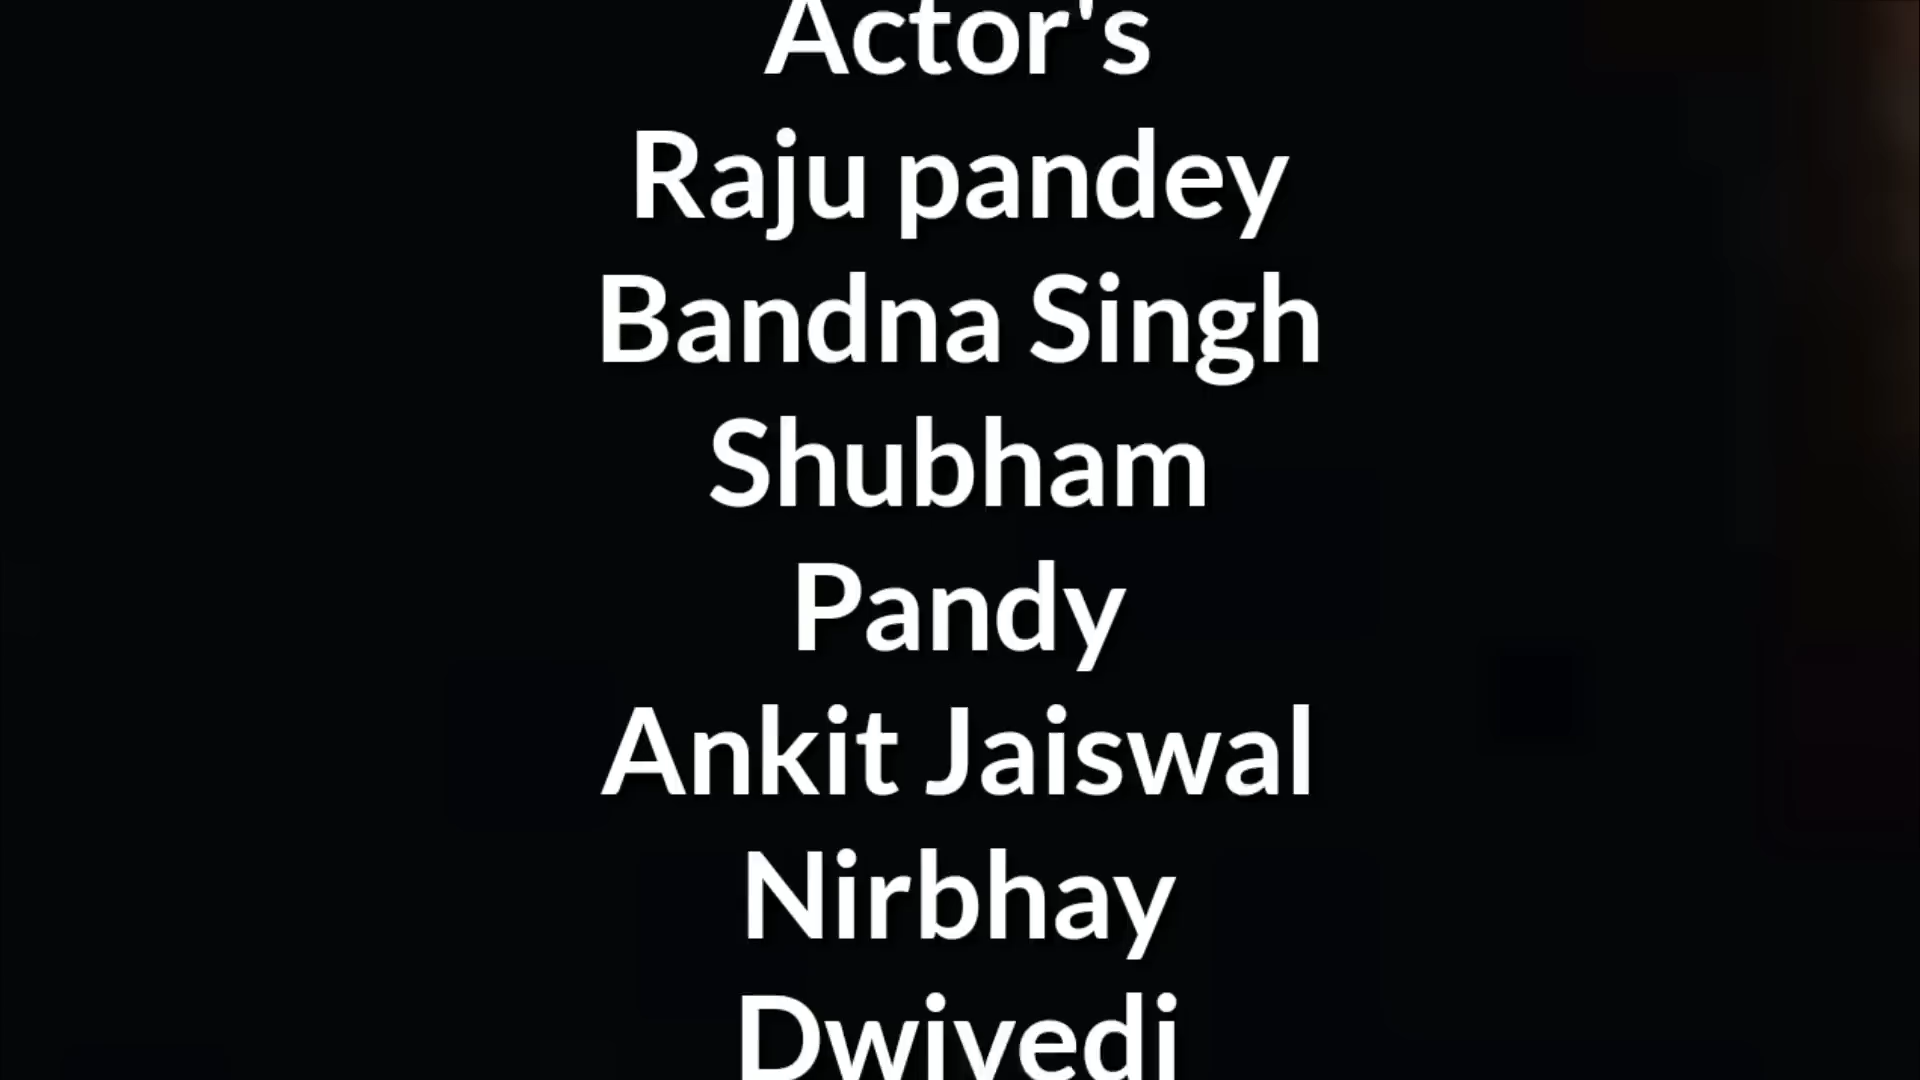 Actor's
Raju pandey
Bandna Singh
Shubham
Pandy
Ankit Jaiswal
Nirbhay
Dwivedi